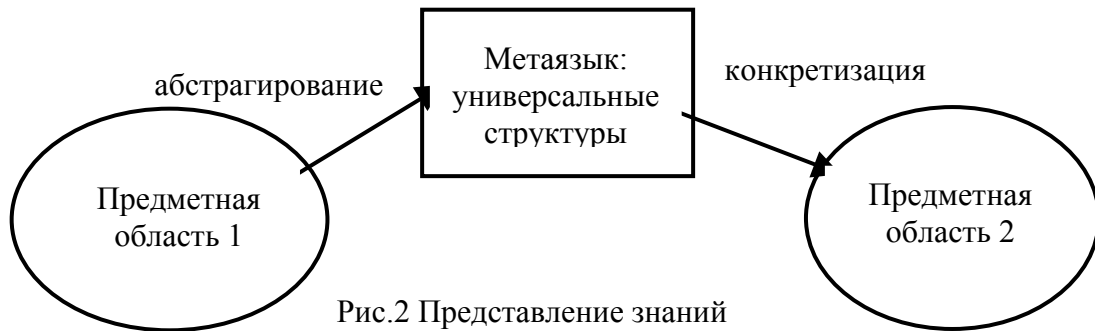 абстрагирование
Метаязык:
универсальные
структуры
конкретизация
Предметная
область 1
Предметная
область 2
Рис.2 Представление знаний